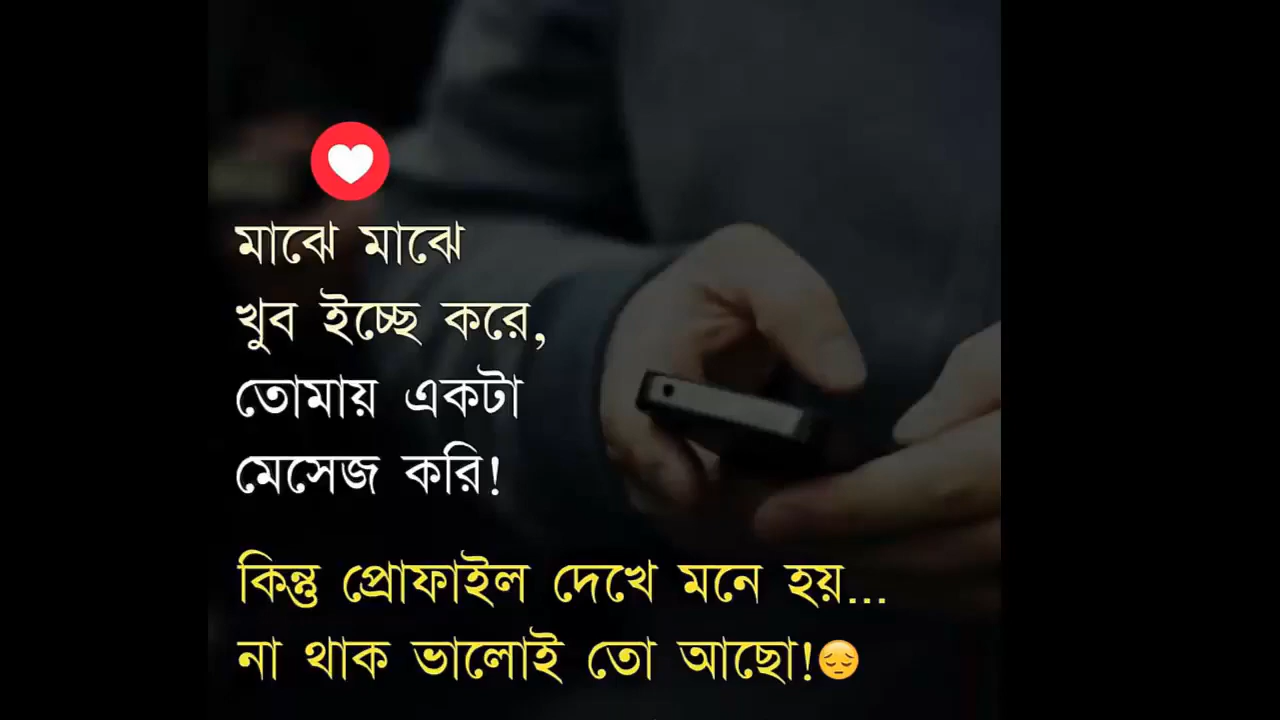 মাঝে মাঝে
খুব ইচ্ছে করে,
তোমায় একটা
মেসেজ করি!
কিন্তু প্রোফাইল দেখে মনে হয়...
না থাক ভালোই তো আছো!😔